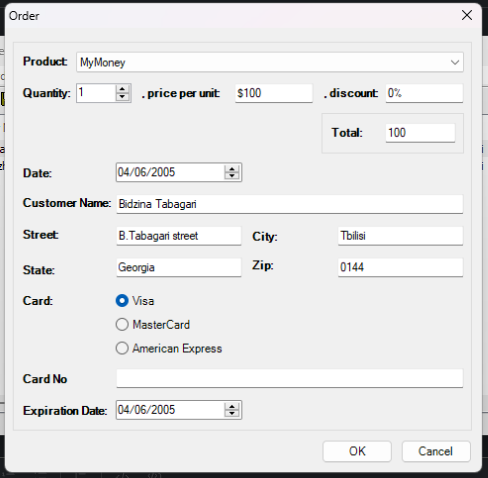 Order
Product: MyMoney
Quantity: 1 , price per unit: $100 , discount: 0%
Total: 100
Date: 04/06/2005
Customer Name: Bidzina Tabagari
Street: B.Tabagari street City: Tbilisi
State: Georgia Zip: 0144
Card: Visa
MasterCard
American Express
Card No
Expiration Date: 04/06/2005
OK Cancel